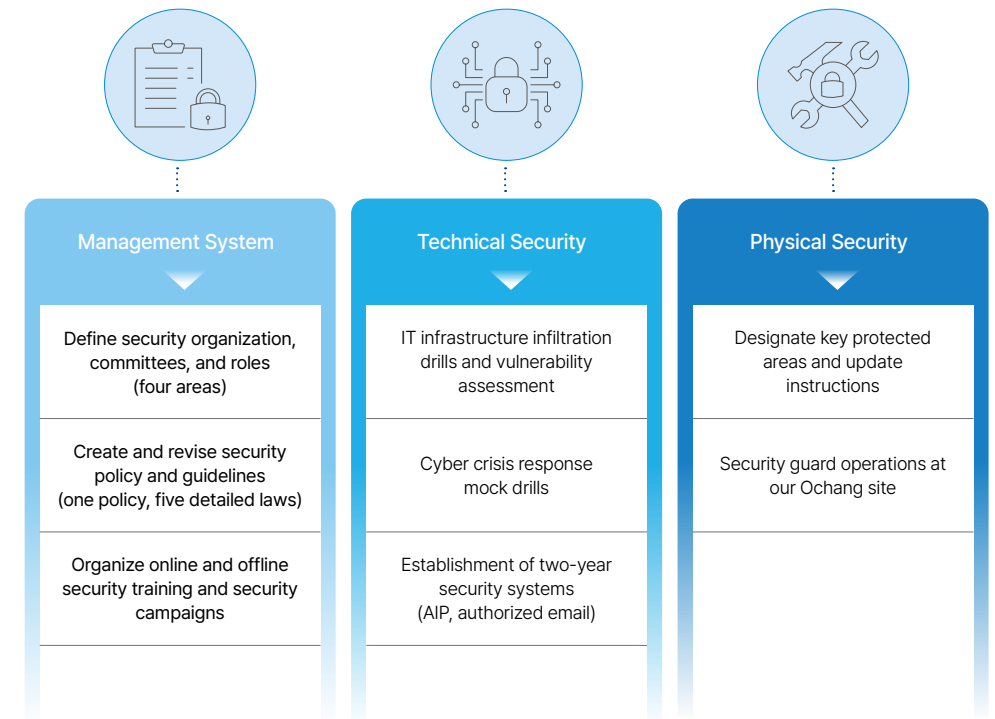 Management System
Define security organization,
committees, and roles
(four areas)
Create and revise security
policy and guidelines
(one policy, five detailed laws)
Organize online and offline
security training and security
campaigns
Technical Security
IT infrastructure infiltration
drills and vulnerability
assessment
Cyber crisis response
mock drills
Establishment of two-year
security systems
(AIP, authorized email)
Physical Security
Designate key protected
areas and update
instructions
Security guard operations at
our Ochang site